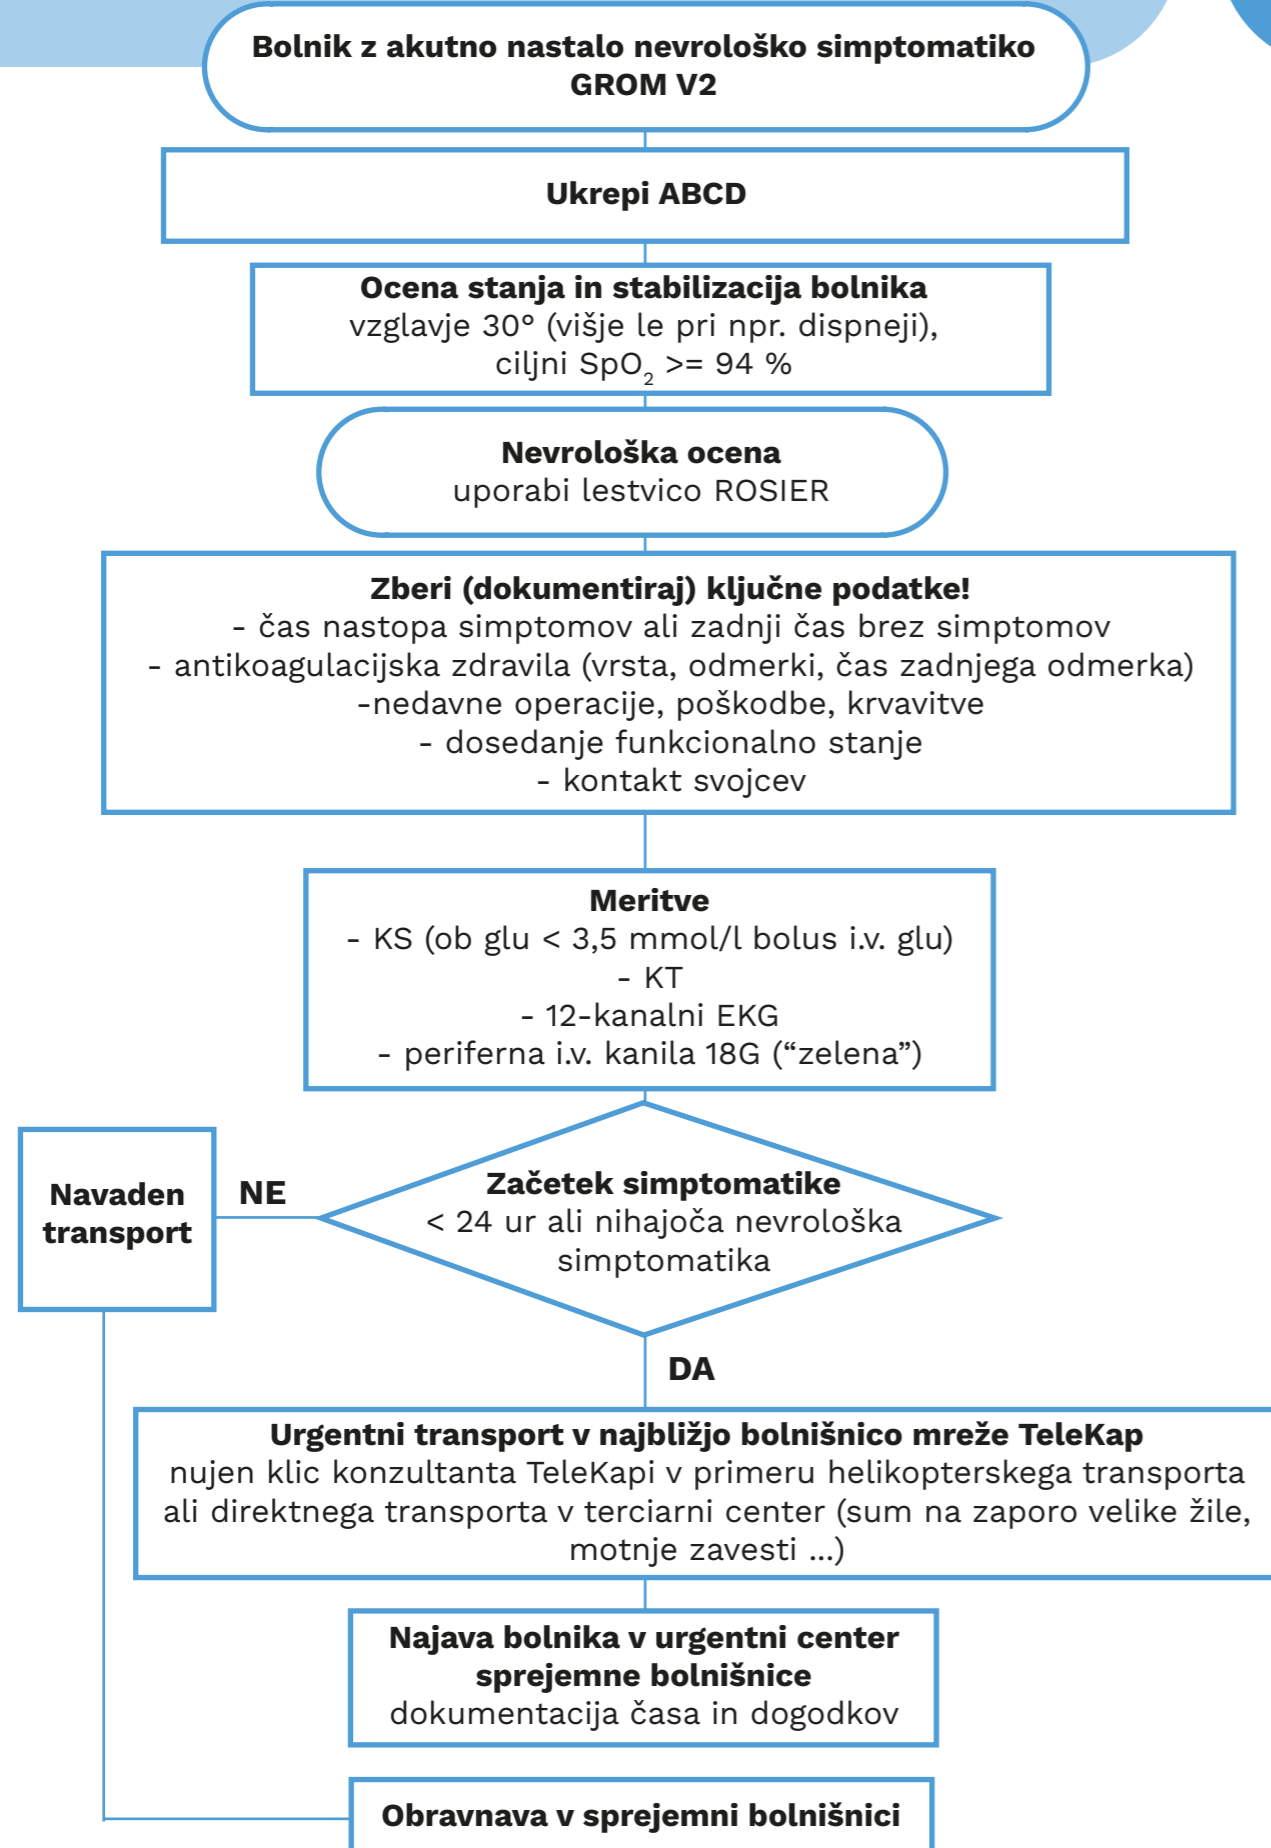 Bolnik z akutno nastalo nevrološko simptomatiko
GROM V2
Ukrepi ABCD
Ocena stanja in stabilizacija bolnika
vzglavje 30° (višje le pri npr. dispneji),
ciljni SpO₂ >= 94 %
Nevrološka ocena
uporabi lestvico ROSIER
Zberi (dokumentiraj) ključne podatke!
- čas nastopa simptomov ali zadnji čas brez simptomov
- antikoagulacijska zdravila (vrsta, odmerki, čas zadnjega odmerka)
-nedavne operacije, poškodbe, krvavitve
- dosedanje funkcionalno stanje
- kontakt svojcev
Meritve
- KS (ob glu < 3,5 mmol/l bolus i.v. glu)
- KT
- 12-kanalni EKG
- periferna i.v. kanila 18G (“zelena”)
Začetek simptomatike
< 24 ur ali nihajoča nevrološka
simptomatika
NE
Navaden
transport
DA
Urgentni transport v najbližjo bolnišnico mreže TeleKap
nujen klic konzultanta TeleKapi v primeru helikopterskega transporta
ali direktnega transporta v terciarni center (sum na zaporo velike žile,
motnje zavesti ...)
Najava bolnika v urgentni center
sprejemne bolnišnice
dokumentacija časa in dogodkov
Obravnava v sprejemni bolnišnici